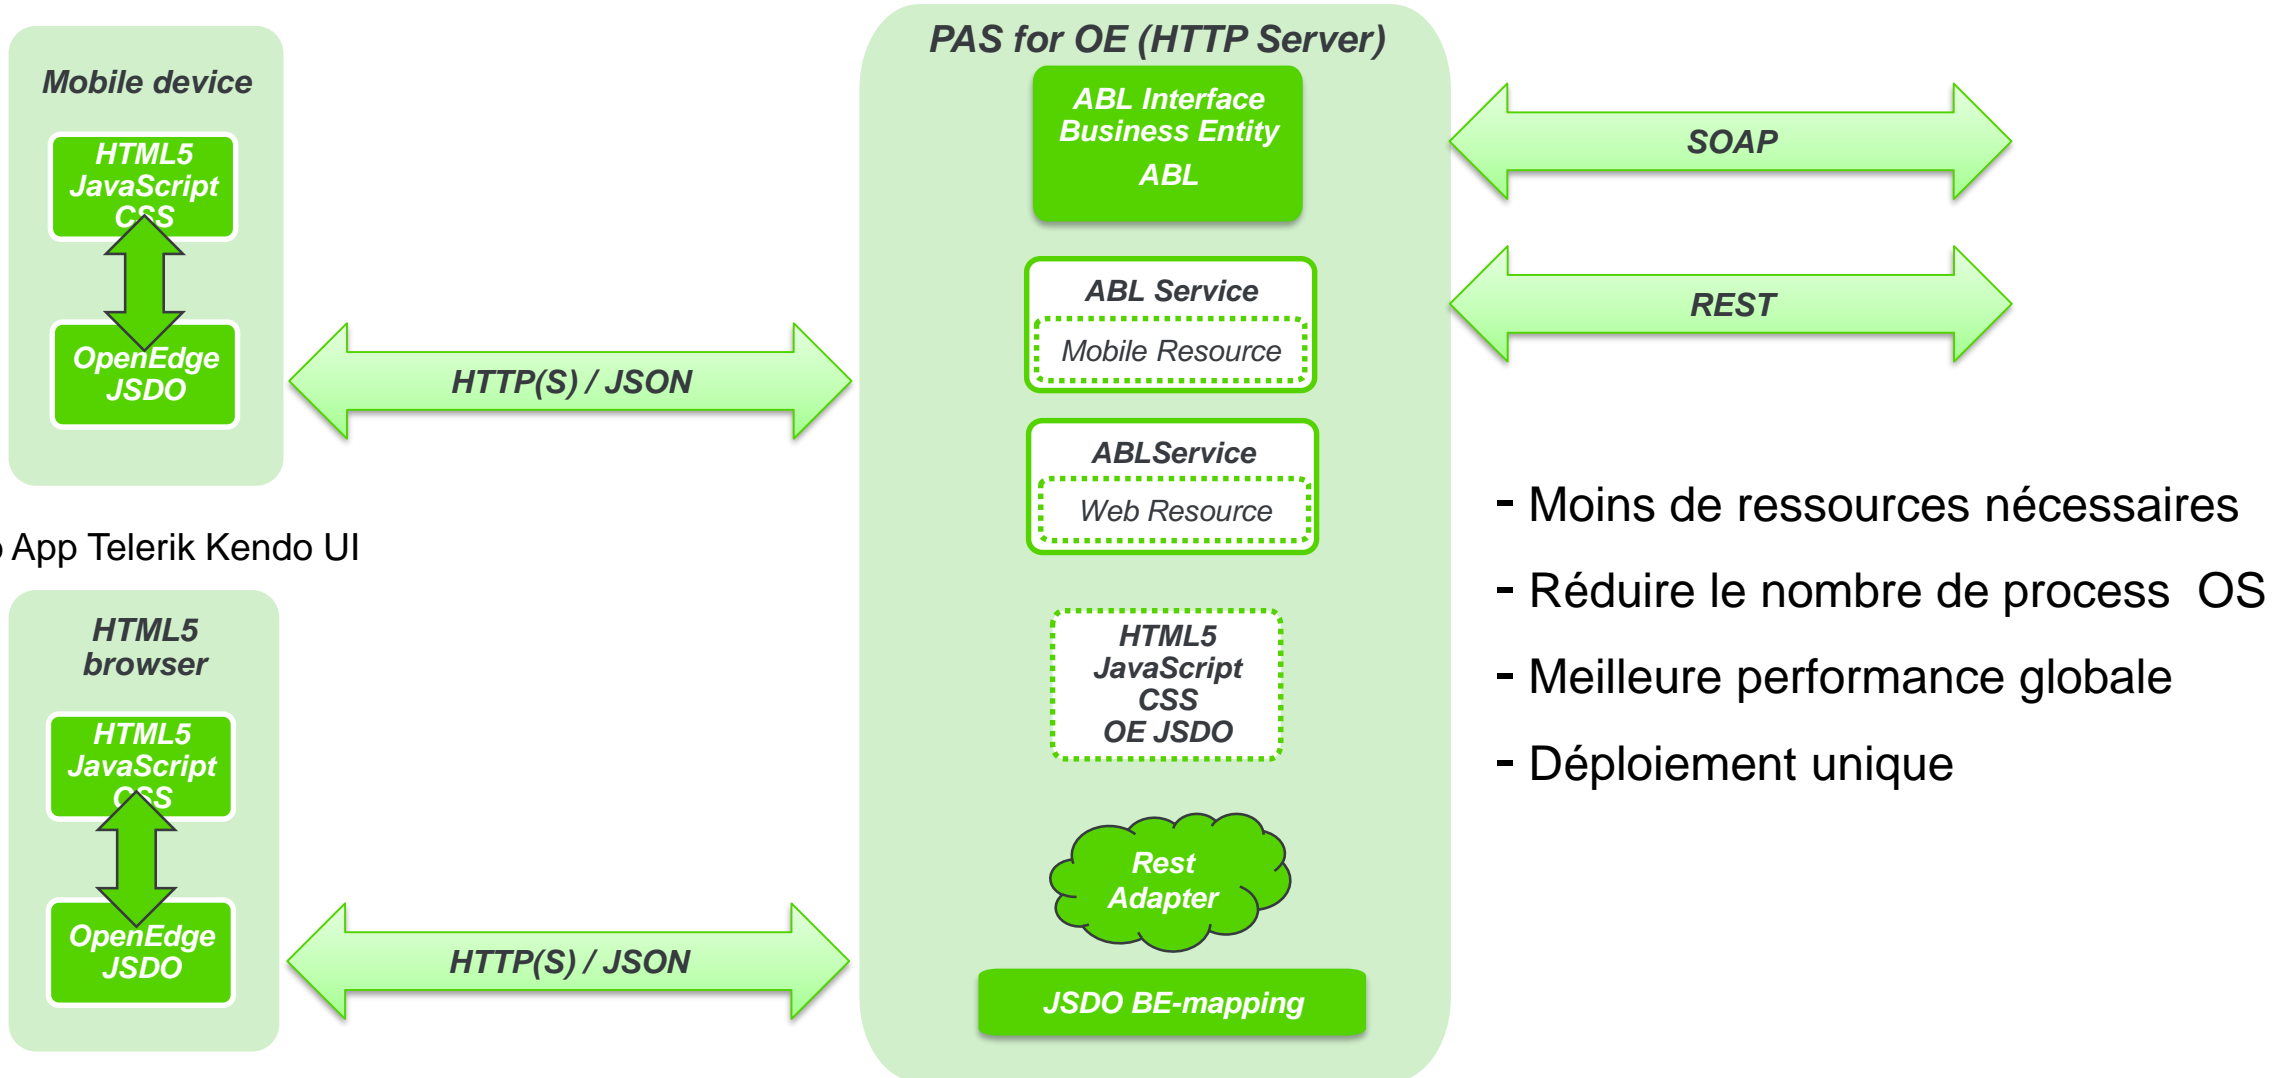 Mobile device
HTML5
JavaScript
CSS
OpenEdge
JSDO
HTTP(S) / JSON
App Telerik Kendo UI
HTML5
browser
HTML5
JavaScript
CSS
OpenEdge
JSDO
HTTP(S) / JSON
PAS for OE (HTTP Server)
ABL Interface
Business Entity
ABL
ABL Service
Mobile Resource
ABLService
Web Resource
HTML5
JavaScript
CSS
OE JSDO
Rest
Adapter
JSDO BE-mapping
SOAP
REST
- Moins de ressources nécessaires
- Réduire le nombre de process  OS
- Meilleure performance globale
- Déploiement unique